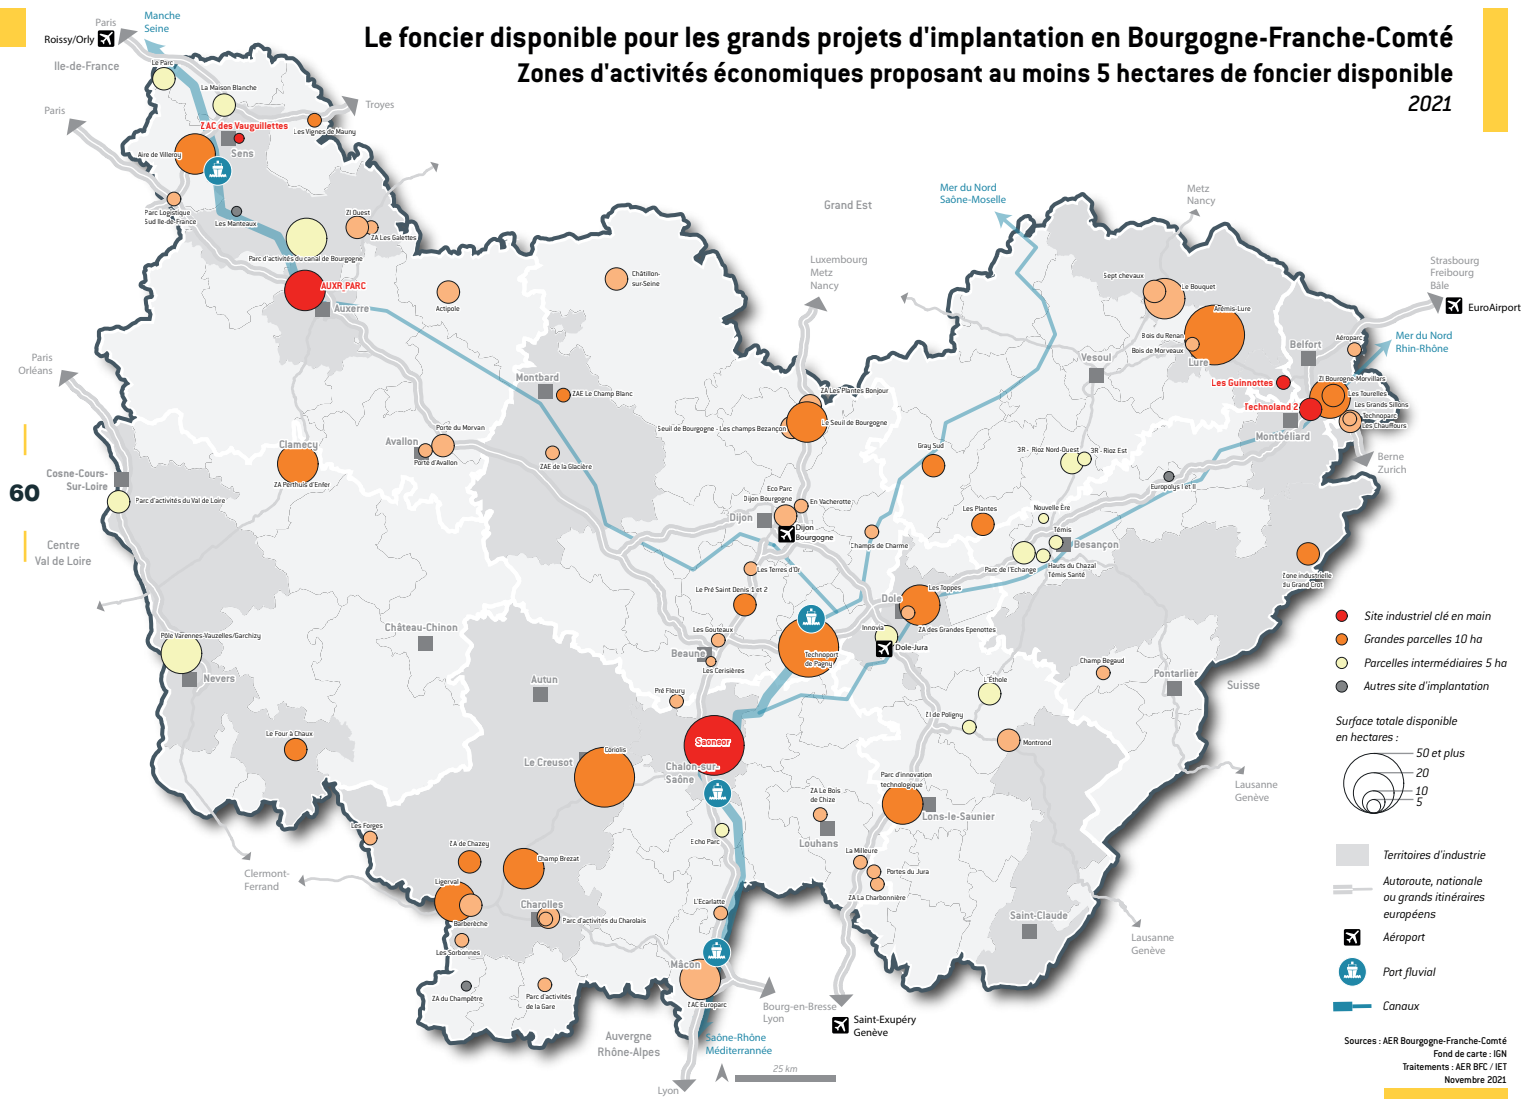 Le foncier disponible pour les grands projets d'implantation en Bourgogne-Franche-Comté
Zones d'activités économiques proposant au moins 5 hectares de foncier disponible
2021
Manche
Seine
Paris
Roissy/Orly
Ile-de-France
Le Parc
La Maison Blanche
Paris
Troyes
ZAC des Vauguillettes
Les Vignes de Mauny
Aire de Villeroy
Sens
Parc Logistique
Sud Ile-de-France
Les Manteaux
ZI Ouest
ZA Les Galettes
Parc d'activités du canal de Bourgogne
AUXR_PARC
Auxerre
Actipole
Châtillon-
sur-Seine
Grand Est
Mer du Nord
Saône-Moselle
Metz
Nancy
Luxembourg
Metz
Nancy
Strasbourg
Freibourg
Bâle
EuroAirport
Mer du Nord
Rhin-Rhône
Sept chevaux
Le Bouquet
Arémis-Lure
Bois du Renan
Bois de Morveaux
Lure
Vesoul
Belfort
Aéroparc
Les Guinnottes
Technoland 2
ZI Bourogne-Morvillars
Les Tourelles
Les Grands Sillons
Technoparc
Les Chauffours
Montbéliard
Berne
Zurich
Paris
Orléans
Montbard
ZAE Le Champ Blanc
ZA Les Plantes Bonjour
Seuil de Bourgogne - Les champs Bezançon
Le Seuil de Bourgogne
Clamecy
ZA Perthuis d'Enfer
Avallon
Porte du Morvan
Porte d'Avallon
ZAE de la Glacière
Gray Sud
3R - Rioz Nord-Ouest
3R - Rioz Est
Europolys I et II
Cosne-Cours-
Sur-Loire
60
Parc d'activités du Val de Loire
Centre
Val de Loire
Eco Parc
Dijon Bourgogne
En Vacherotte
Dijon
Dijon
Bourgogne
Les Plantes
Nouvelle Ere
Témis
Besançon
Champs de Charme
Parc de l'Echange
Hauts du Chazal
Témis Santé
Zone industrielle
du Grand Crot
Les Terres d'Or
Le Pré Saint Denis 1 et 2
Les Toppes
Dole
ZA des Grandes Epenottes
Innovia
Dole-Jura
Château-Chinon
Pôle Varennes-Vauzelles/Garchizy
Nevers
Les Gouteaux
Beaune
Les Cerisières
Technoport
de Pagny
Champ Begaud
Pontarlier
Suisse
Autun
Pré Fleury
L'Ethole
ZI de Poligny
Montrond
Le Four à Chaux
Coriolis
Le Creusot
Saoneor
Chalon-sur-
Saône
Parc d'innovation
technologique
Lons-le-Saunier
ZA Le Bois
de Chize
Louhans
Lausanne
Genève
Les Forges
ZA de Chazey
Champ Brezat
Echo Parc
La Milleure
Portes du Jura
ZA La Charbonnière
Clermont-
Ferrand
Ligerval
Barberèche
Charolles
Parc d'activités du Charolais
L'Ecarlatte
Saint-Claude
Lausanne
Genève
Les Sorbonnes
Mâcon
ZA du Champêtre
Parc d'activités
de la Gare
ZAC Europarc
Bourg-en-Bresse
Lyon
Saint-Exupéry
Genève
Auvergne
Rhône-Alpes
Saône-Rhône
Méditerrannée
Lyon
25 km
Site industriel clé en main
Grandes parcelles 10 ha
Parcelles intermédiaires 5 ha
Autres site d'implantation
Surface totale disponible
en hectares :
50 et plus
20
10
5
Territoires d'industrie
Autoroute, nationale
ou grands itinéraires
européens
Aéroport
Port fluvial
Canaux
Sources : AER Bourgogne-Franche-Comté
Fond de carte : IGN
Traitements : AER BFC / IET
Novembre 2021